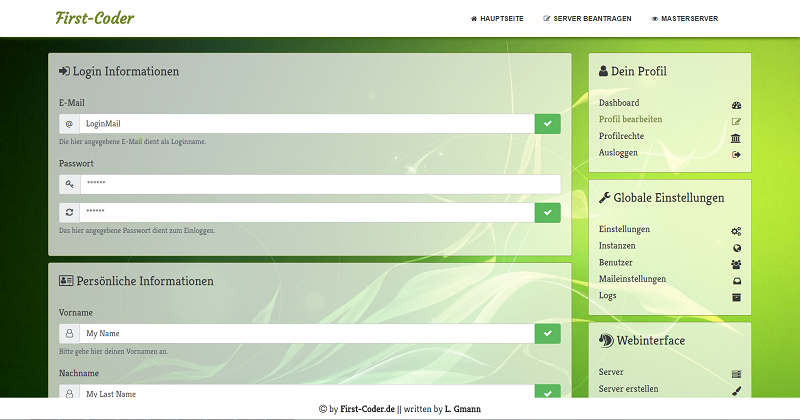 First-Coder
HAUPTSEITE
SERVER BEANTRAGEN
MASTERSERVER
Login Informationen
E-Mail
@ LoginMail
Die hier angegebene E-Mail dient als Loginname.
Passwort
******
******
Das hier angegebene Passwort dient zum Einloggen.
Persönliche Informationen
Vorname
My Name
Bitte gebe hier deinen Vornamen an.
Nachname
My Last Name
Dein Profil
Dashboard
Profil bearbeiten
Profilrechte
Ausloggen
Globale Einstellungen
Einstellungen
Instanzen
Benutzer
Maileinstellungen
Logs
Webinterface
Server
Server erstellen
© by First-Coder.de || written by L. Gmann